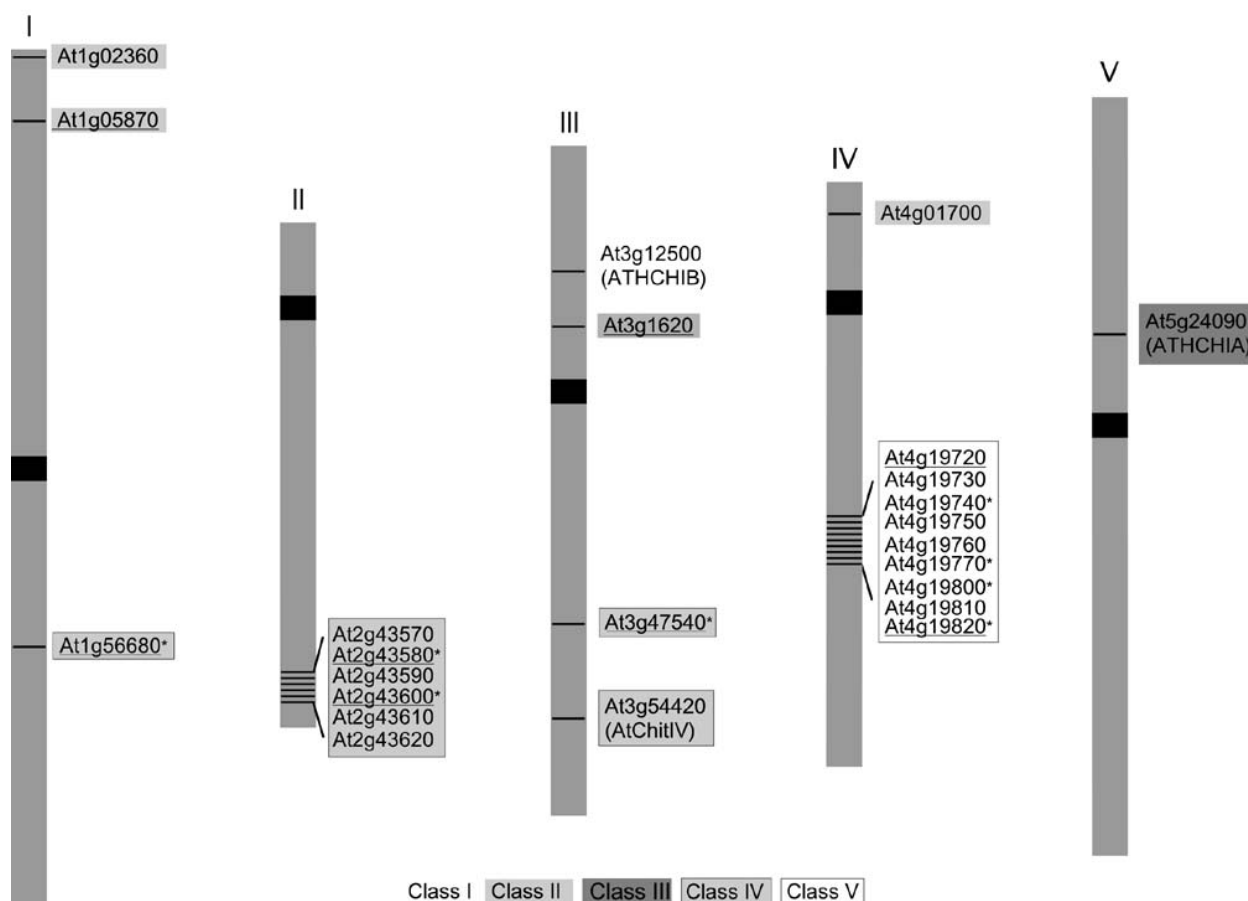 I
At1g02360
At1g05870
At1g56680*
II
At2g43570
At2g43580*
At2g43590
At2g43600*
At2g43610
At2g43620
III
At3g12500
(ATHCHIB)
At3g1620
At3g47540*
At3g54420
(AtChitIV)
IV
At4g01700
At4g19720
At4g19730
At4g19740*
At4g19750
At4g19760
At4g19770*
At4g19800*
At4g19810
At4g19820*
V
At5g24090
(ATHCHIA)
Class I Class II Class III Class IV Class V